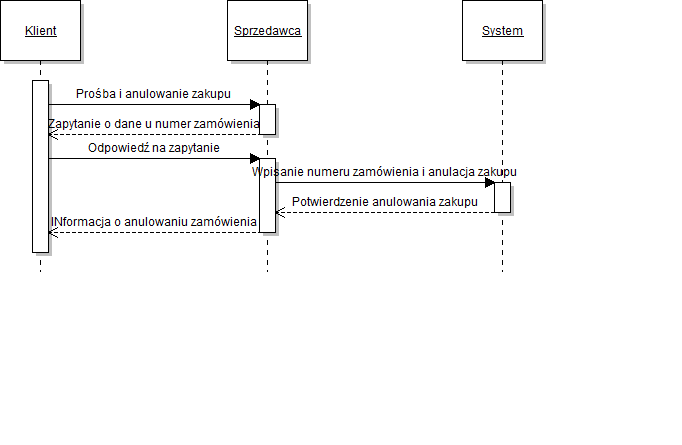 Klient
Sprzedawca
System
Prośba i anulowanie zakupu
Zapytanie o dane u numer zamówienia
Odpowiedź na zapytanie
Wpisanie numeru zamówienia i anulacja zakupu
Potwierdzenie anulowania zakupu
INformacja o anulowaniu zamówienia